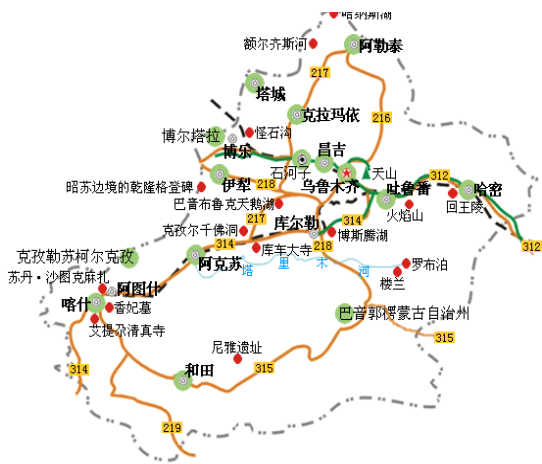 哈纳斯湖
额尔齐斯河
阿勒泰
217
塔城
克拉玛依
216
博尔塔拉
怪石沟
博乐
昌吉
石河子
天山
伊犁
218
乌鲁木齐
吐鲁番
312
哈密
昭苏边境的乾隆格登碑
巴音布鲁克天鹅湖
火焰山
回王陵
217
库尔勒
314
克孜尔千佛洞
314
库车大寺
218
博斯腾湖
312
克孜勒苏柯尔克孜
阿克苏
塔里木河
罗布泊
楼兰
苏丹·沙图克麻扎
阿图什
喀什
香妃墓
艾提尕清真寺
巴音郭楞蒙古自治州
尼雅遗址
315
314
和田
315
219